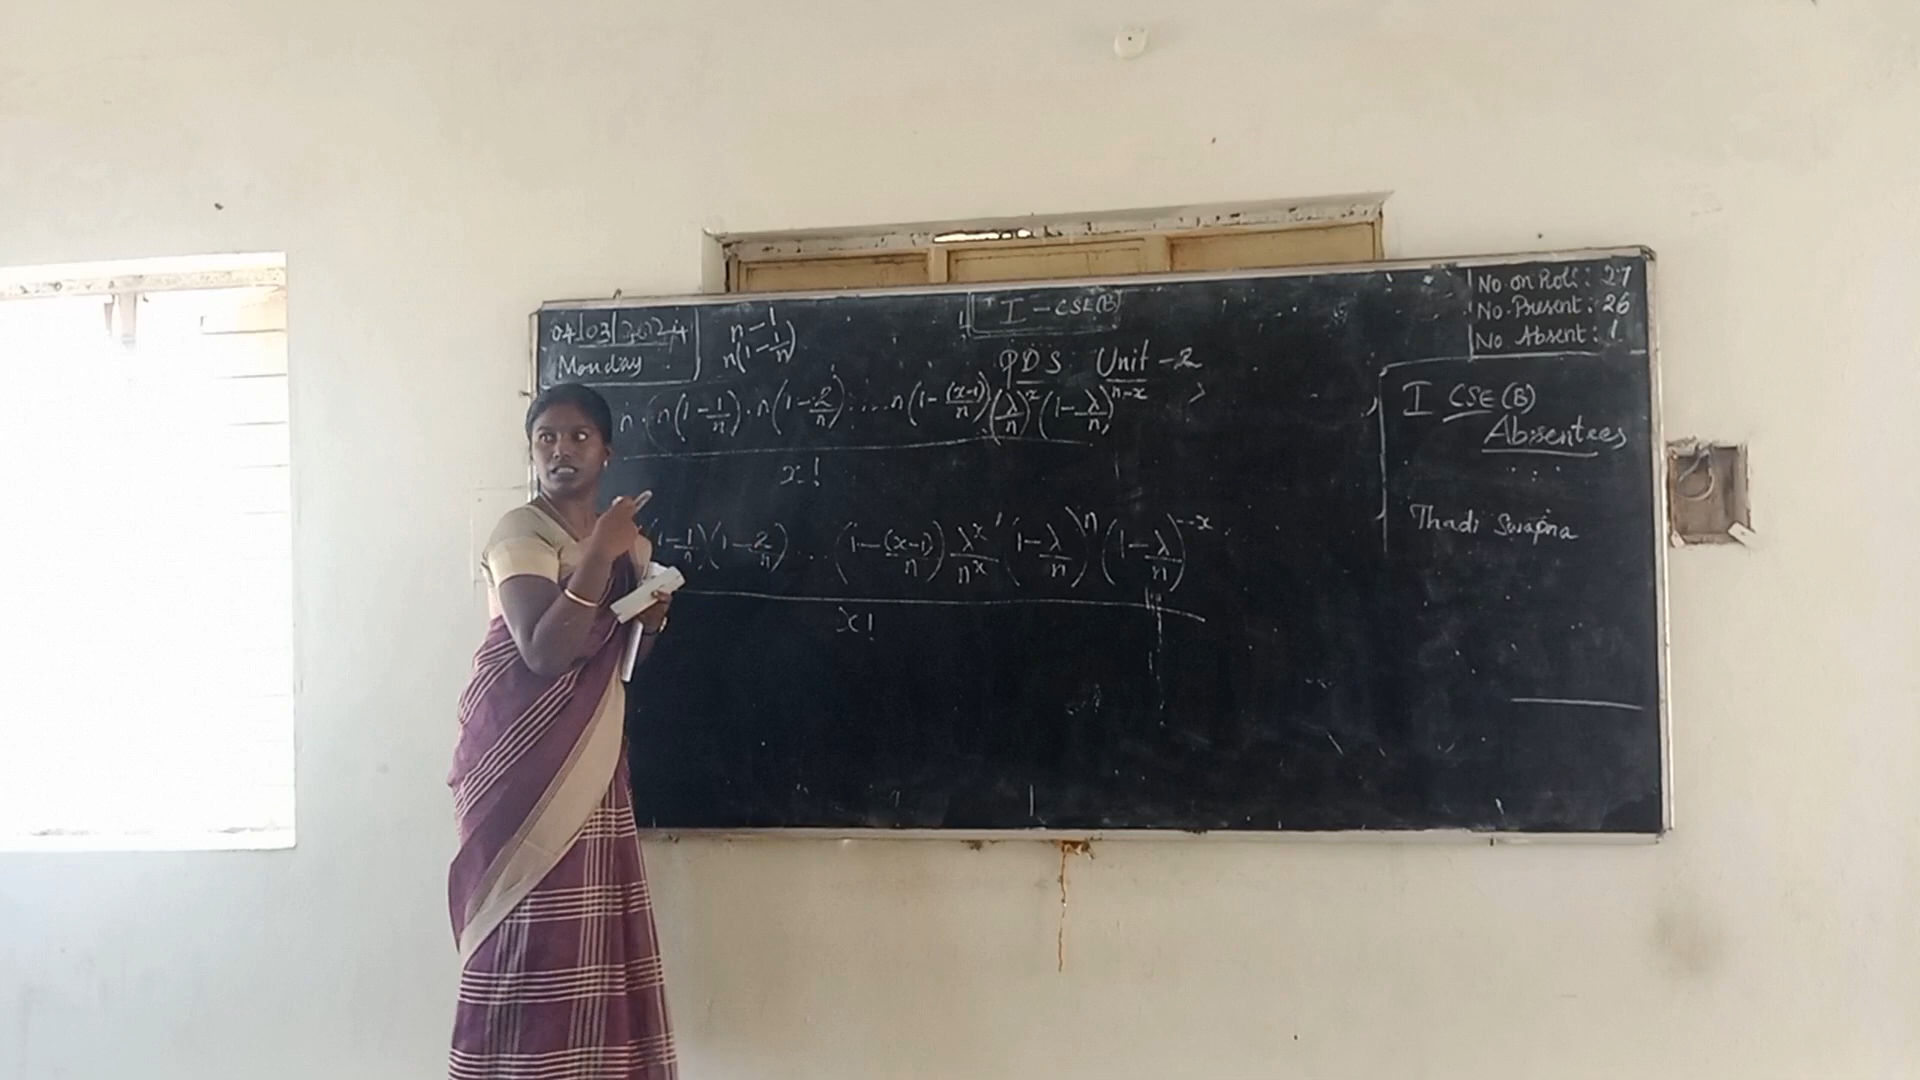 04/03/2024
Monday
n-1
n(1-1/n)
I - CSE(B)
No on Roll: 27
No. Present: 26
No Absent: 1
PDS Unit-2
n. n(1-1/n). n(1-2/n). ... n(1-(x-1)/n) (λ/n)^x (1-λ/n)^n-x
x!
(1-1/n)(1-2/n) .. (1-(x-1)/n) λ^x/n^x (1-λ/n)^n (1-λ/n)^-x
x!
I CSE(B)
Absentees
Thadi Swapna